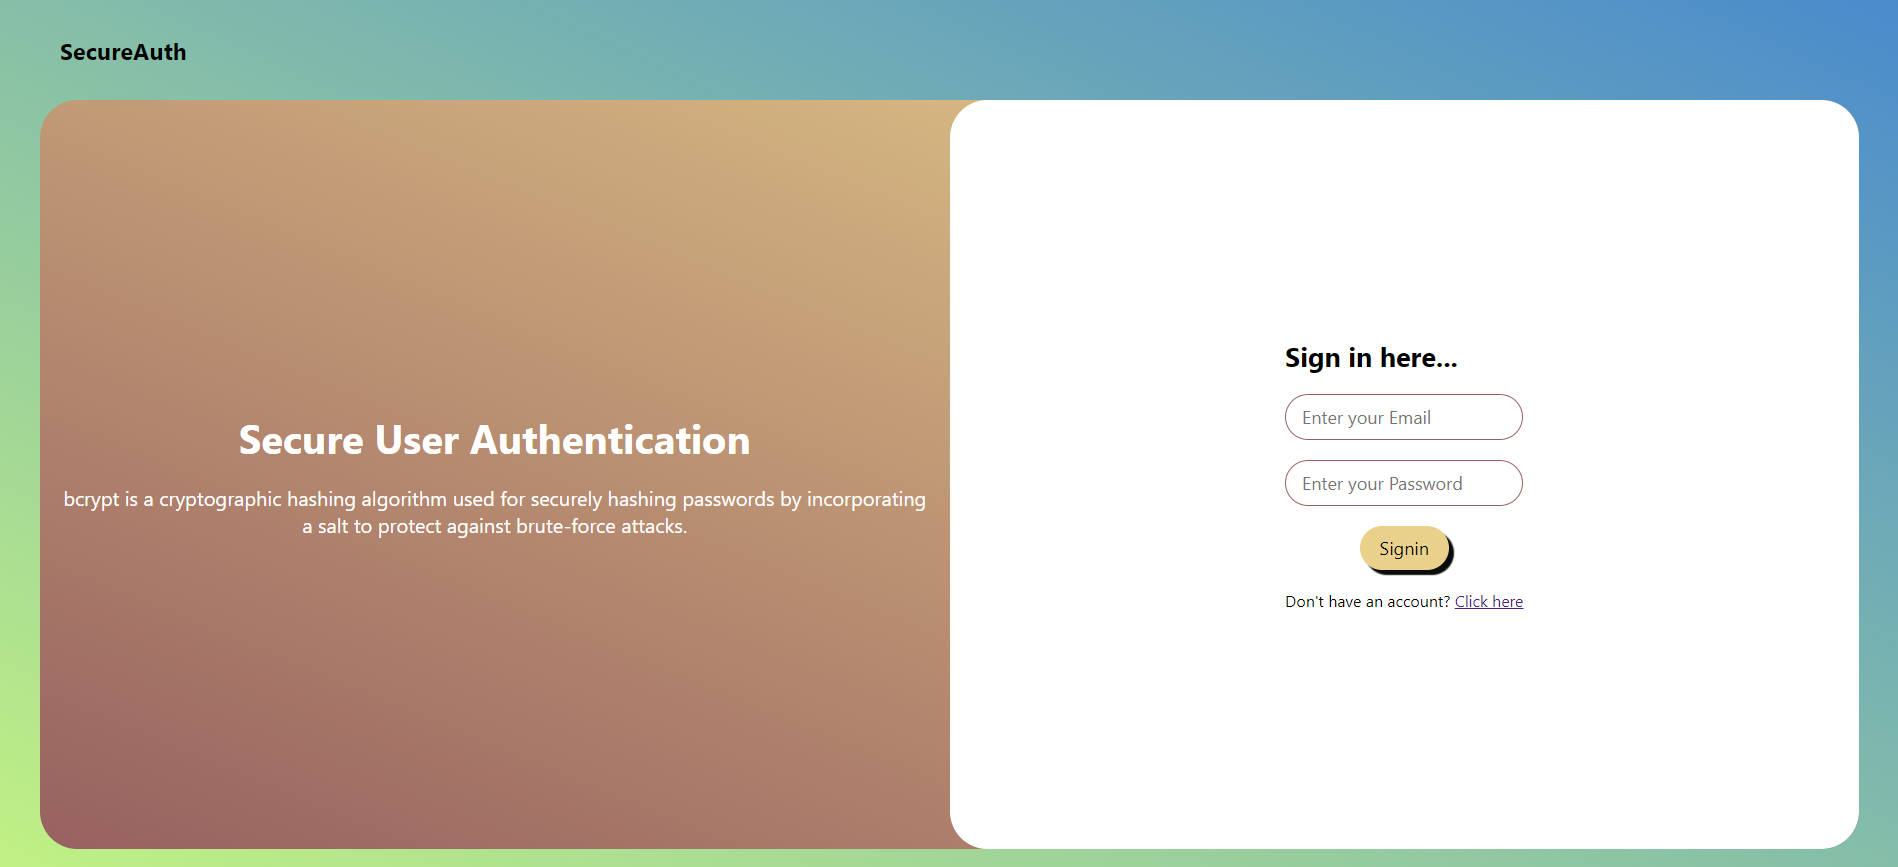 SecureAuth
Secure User Authentication
bcrypt is a cryptographic hashing algorithm used for securely hashing passwords by incorporating
a salt to protect against brute-force attacks.
Sign in here...
Enter your Email
Enter your Password
Signin
Don't have an account? Click here